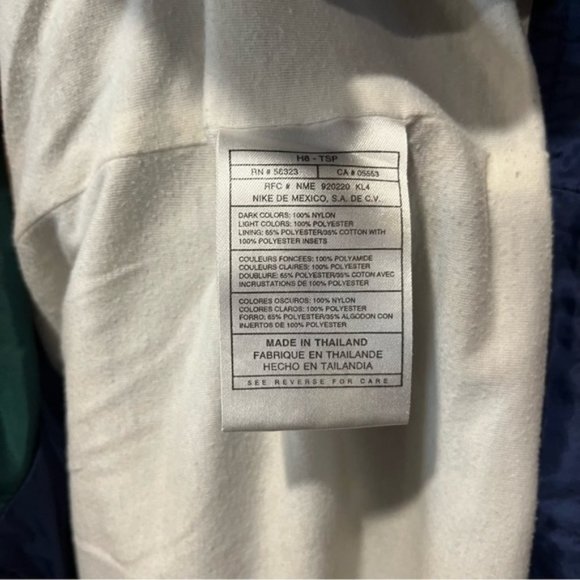 H8 - TSP
RN # 56323 CA # 05553
RFC # NME 920220 KL4
NIKE DE MEXICO, S.A. DE C.V.
DARK COLORS: 100% NYLON
LIGHT COLORS: 100% POLYESTER
LINING: 65% POLYESTER/35% COTTON WITH
100% POLYESTER INSETS
COULEURS FONCEES: 100% POLYAMIDE
COULEURS CLAIRES: 100% POLYESTER
DOUBLURE: 65% POLYESTER/35% COTON AVEC
INCRUSTATIONS DE 100% POLYESTER
COLORES OSCUROS: 100% NYLON
COLORES CLAROS: 100% POLYESTER
FORRO: 65% POLYESTER/35% ALGODON CON
INJERTOS DE 100% POLYESTER
MADE IN THAILAND
FABRIQUE EN THAILANDE
HECHO EN TAILANDIA
SEE REVERSE FOR CARE